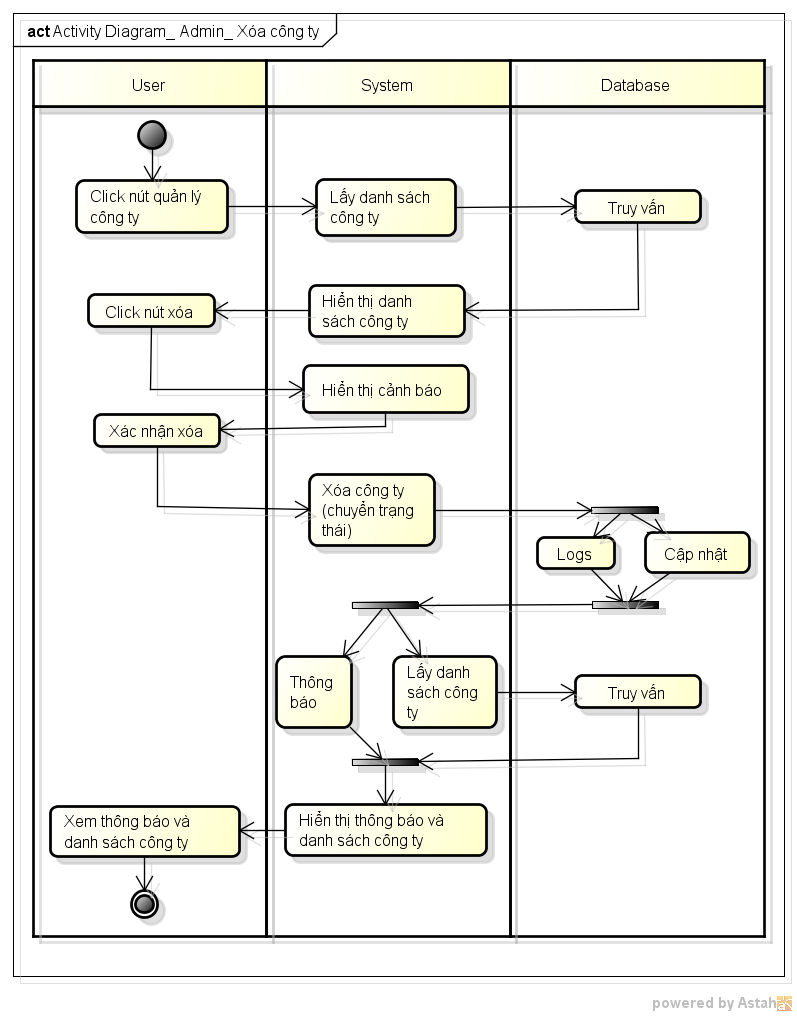 act Activity Diagram_ Admin_ Xóa công ty
User
System
Database
Click nút quản lý
công ty
Lấy danh sách
công ty
Truy vấn
Click nút xóa
Hiển thị danh
sách công ty
Hiển thị cảnh báo
Xác nhận xóa
Xóa công ty
(chuyển trạng
thái)
Logs
Cập nhật
Thông
báo
Lấy danh
sách công
ty
Truy vấn
Xem thông báo và
danh sách công ty
Hiển thị thông báo và
danh sách công ty
powered by Astah